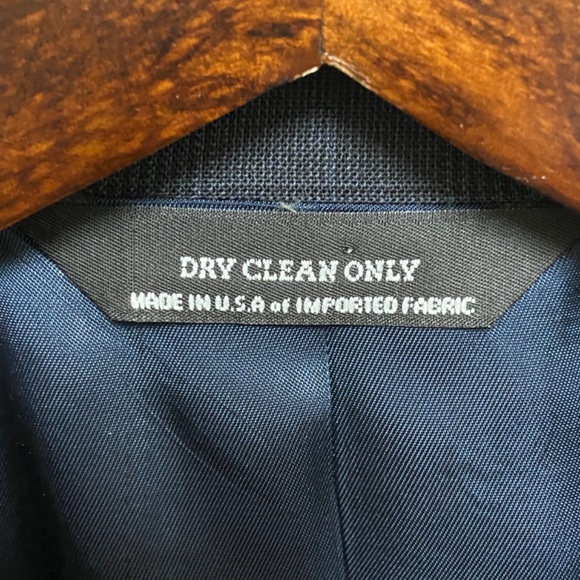 DRY CLEAN ONLY
MADE IN U.S.A of IMPORTED FABRIC